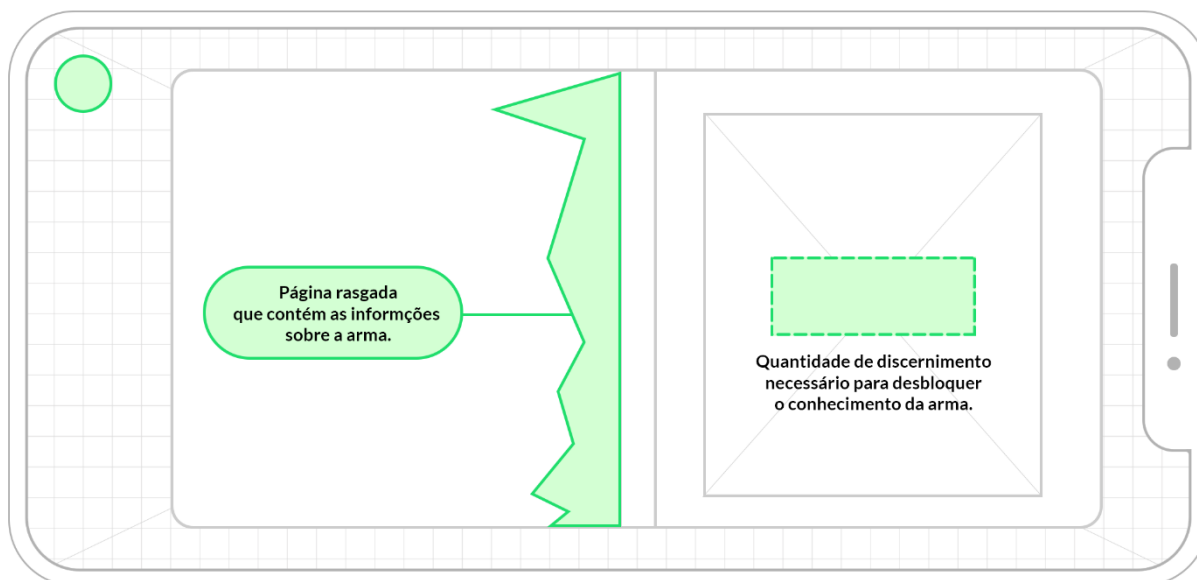 Página rasgada
que contém as informções
sobre a arma.
Quantidade de discernimento
necessário para desbloquer
o conhecimento da arma.